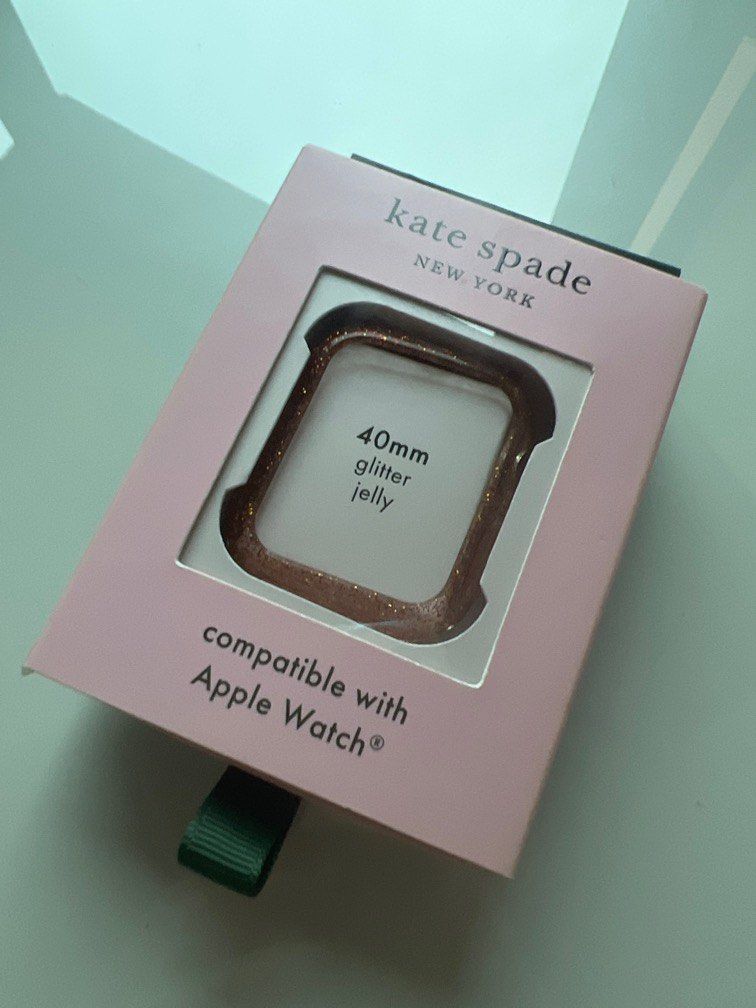 kate spade
NEW YORK
40mm
glitter
jelly
compatible with
Apple Watch®